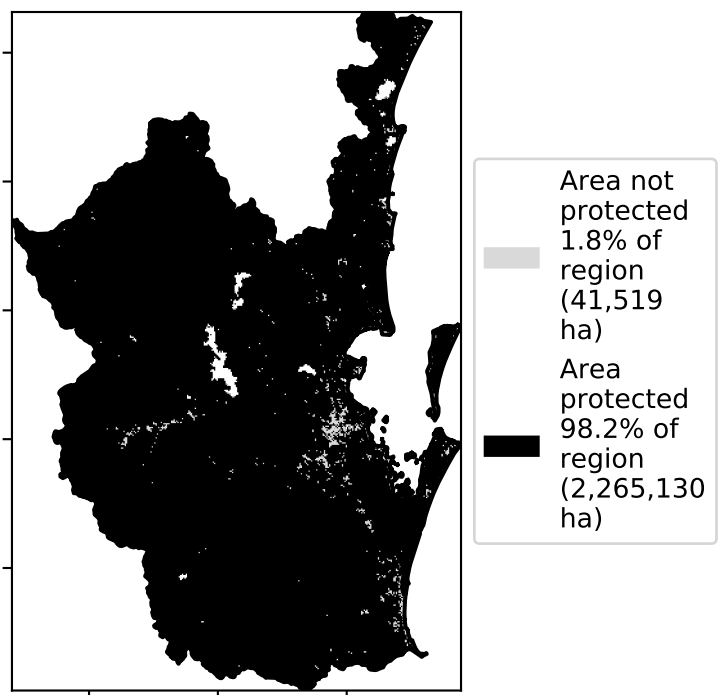 Area not
protected
1.8% of
region
(41,519
ha)
Area
protected
98.2% of
region
(2,265,130
ha)